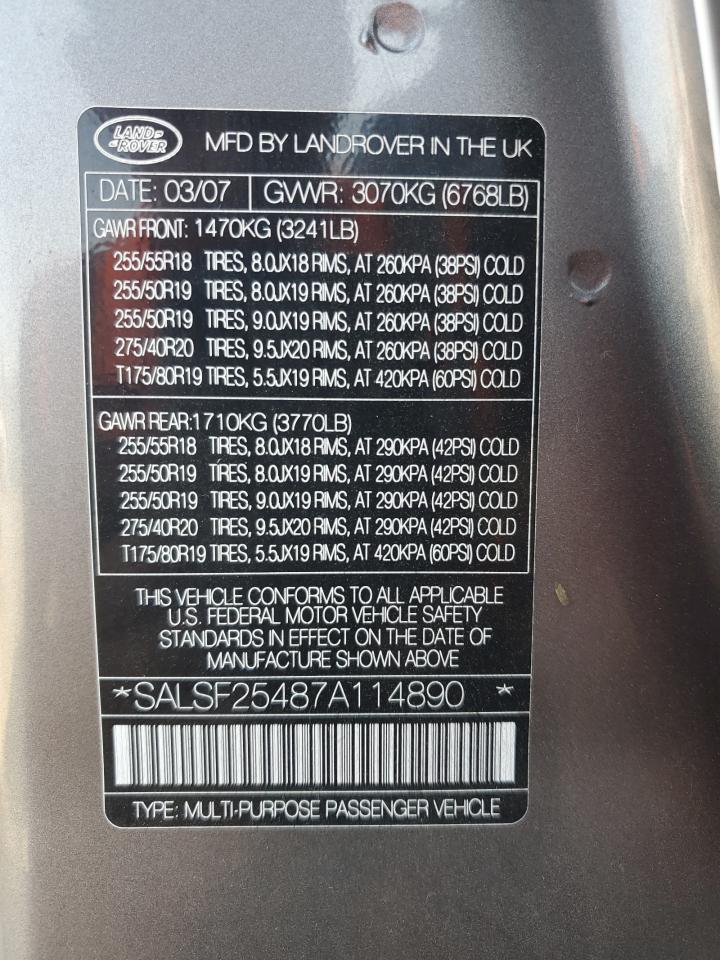 LAND-
-ROVER
MFD BY LANDROVER IN THE UK
DATE: 03/07 GVWR: 3070KG (6768LB)
GAWR FRONT: 1470KG (3241LB)
255/55R18 TIRES, 8.0JX18 RIMS, AT 260KPA (38PSI) COLD
255/50R19 TIRES, 8.0JX19 RIMS, AT 260KPA (38PSI) COLD
255/50R19 TIRES, 9.0JX19 RIMS, AT 260KPA (38PSI) COLD
275/40R20 TIRES, 9.5JX20 RIMS, AT 260KPA (38PSI) COLD
T175/80R19 TIRES, 5.5JX19 RIMS, AT 420KPA (60PSI) COLD
GAWR REAR:1710KG (3770LB)
255/55R18 TIRES, 8.0JX18 RIMS, AT 290KPA (42PSI) COLD
255/50R19 TIRES, 8.0JX19 RIMS, AT 290KPA (42PSI) COLD
255/50R19 TIRES, 9.0JX19 RIMS, AT 290KPA (42PSI) COLD
275/40R20 TIRES, 9.5JX20 RIMS, AT 290KPA (42PSI) COLD
T175/80R19 TIRES, 5.5JX19 RIMS, AT 420KPA (60PSI) COLD
THIS VEHICLE CONFORMS TO ALL APPLICABLE
U.S. FEDERAL MOTOR VEHICLE SAFETY
STANDARDS IN EFFECT ON THE DATE OF
MANUFACTURE SHOWN ABOVE
*SALSF25487A114890 *
TYPE: MULTI-PURPOSE PASSENGER VEHICLE